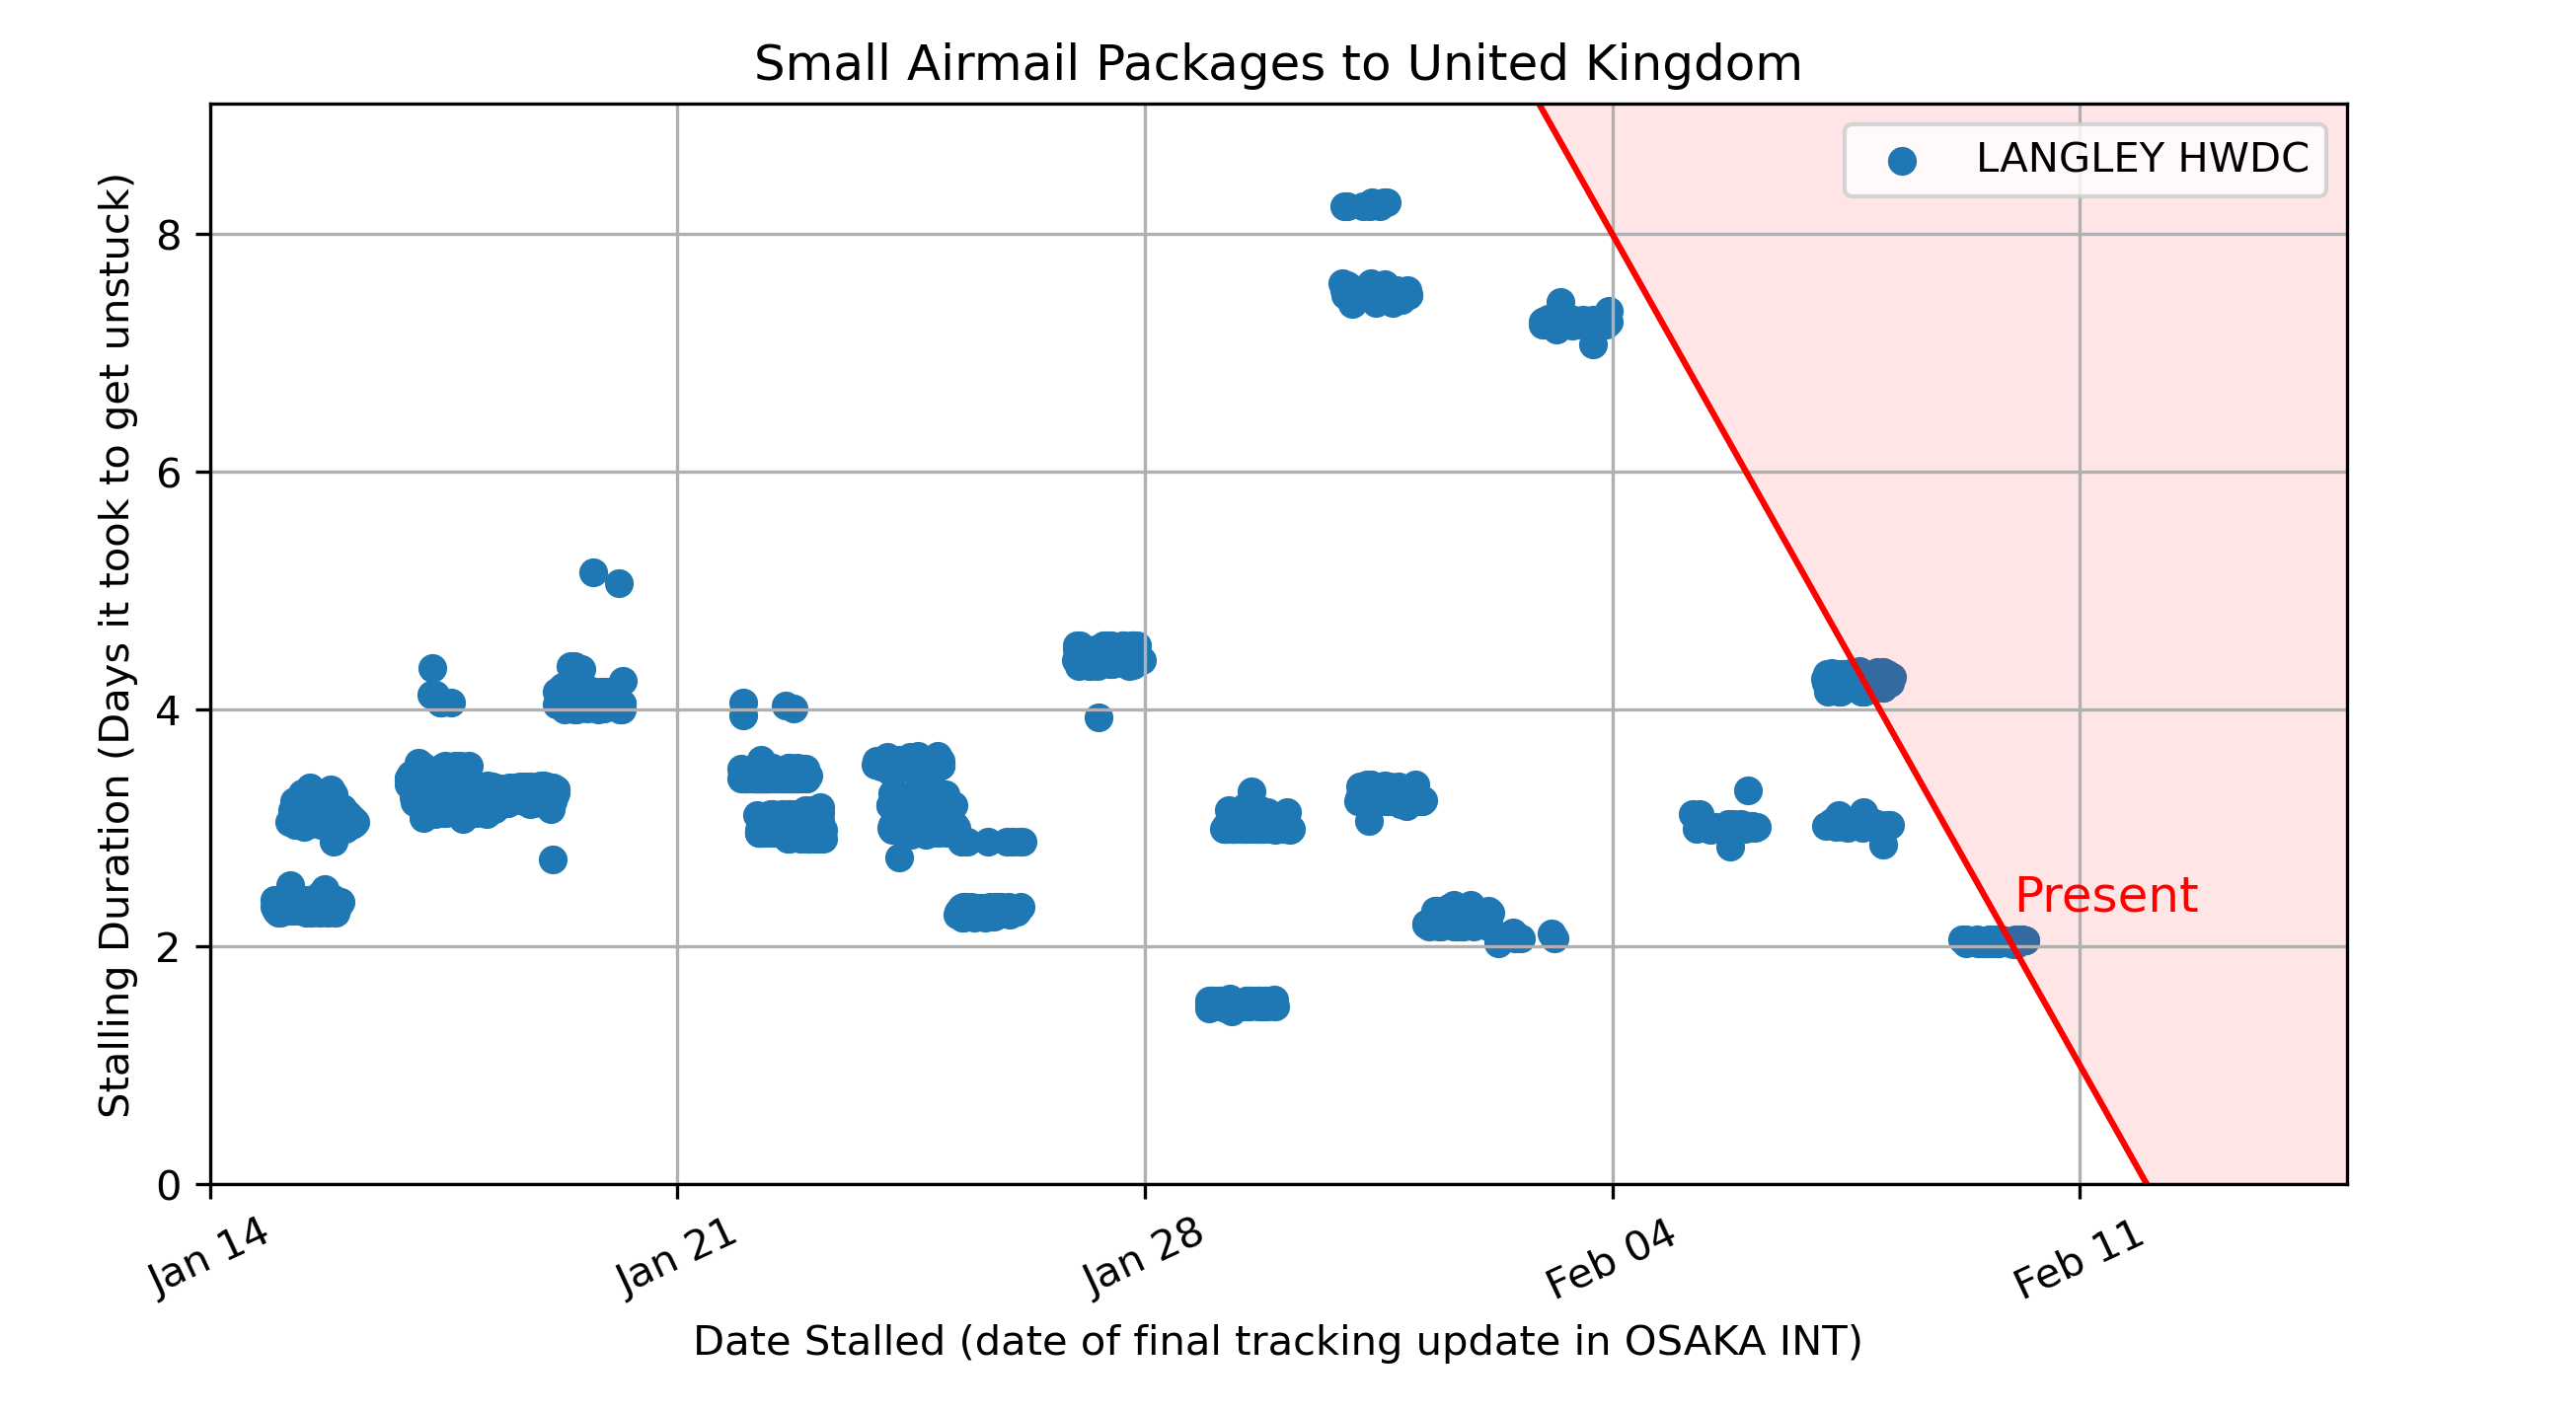 Small Airmail Packages to United Kingdom
LANGLEY HWDC
Stalling Duration (Days it took to get unstuck)
8
6
4
2
0
Present
Jan 14
Jan 21
Jan 28
Feb 04
Feb 11
Date Stalled (date of final tracking update in OSAKA INT)